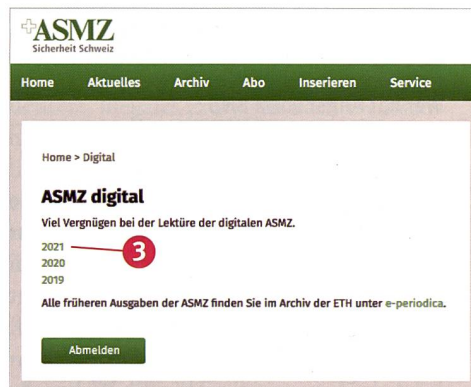 ASMZ
Sicherheit Schweiz
Home Aktuelles Archiv Abo Inserieren Service
Home > Digital
ASMZ digital
Viel Vergnügen bei der Lektüre der digitalen ASMZ.
2021
3
2020
2019
Alle früheren Ausgaben der ASMZ finden Sie im Archiv der ETH unter e-periodica.
Abmelden